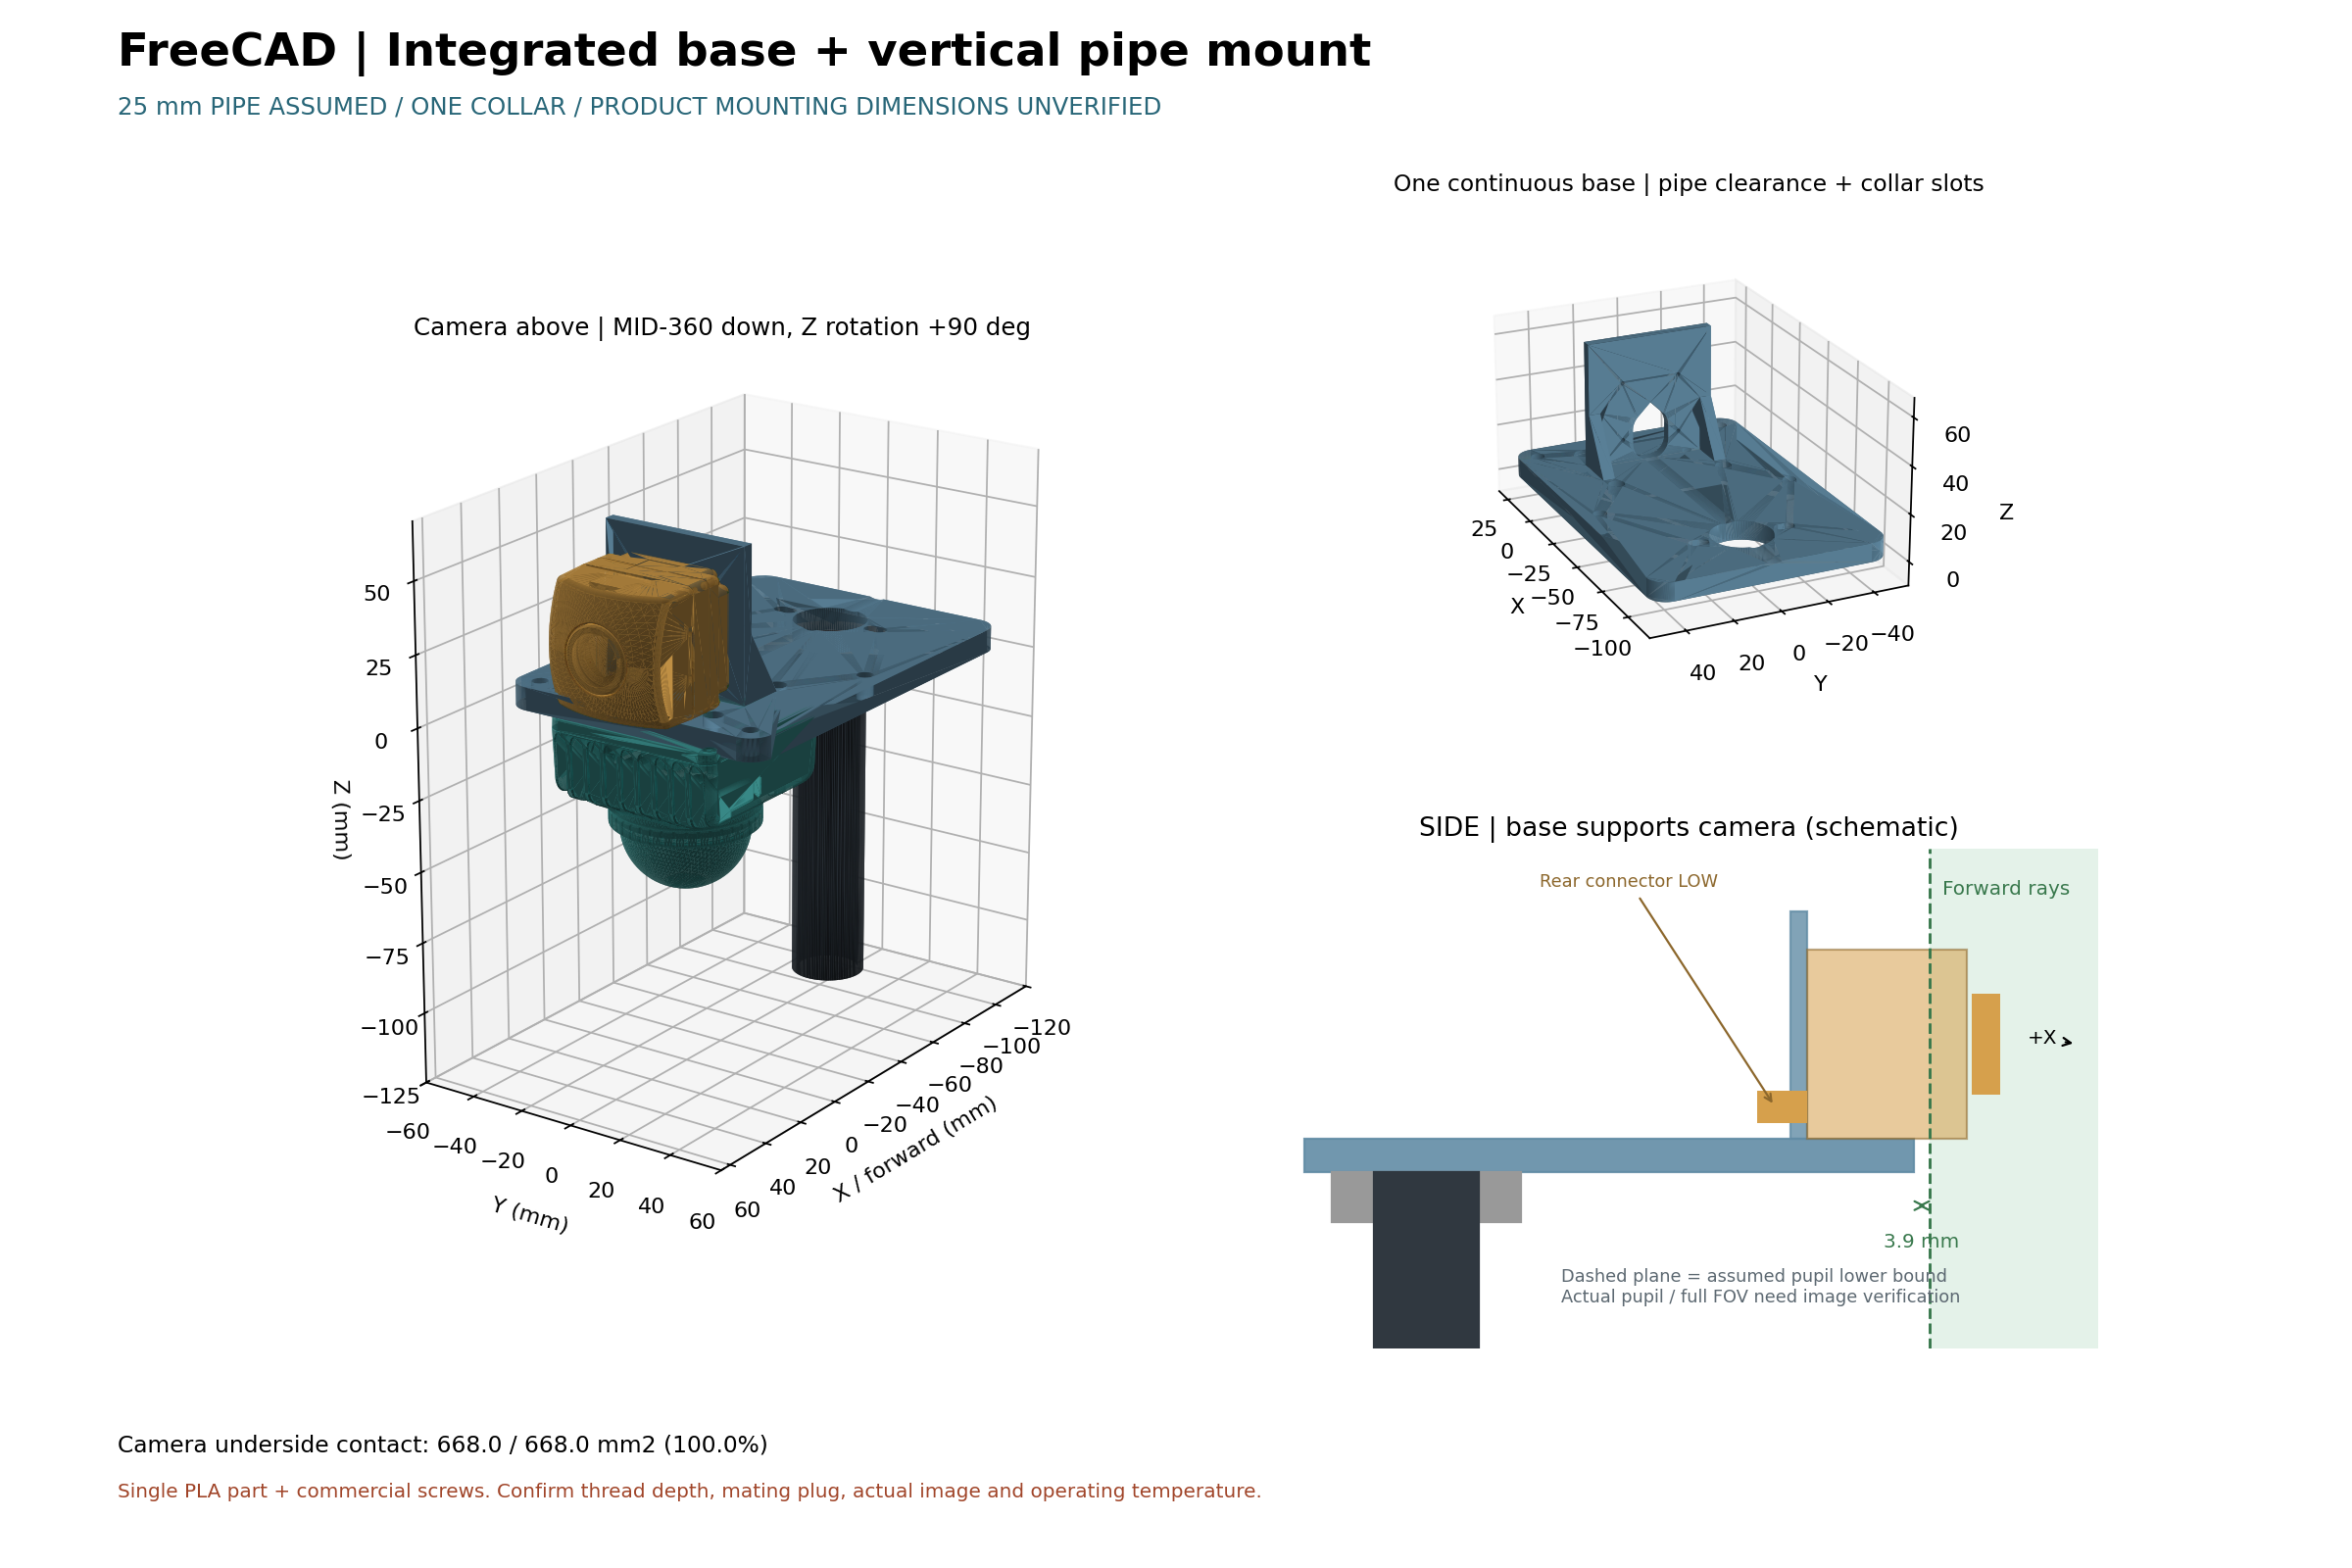 FreeCAD | Integrated base + vertical pipe mount
25 mm PIPE ASSUMED / ONE COLLAR / PRODUCT MOUNTING DIMENSIONS UNVERIFIED
Camera above | MID-360 down, Z rotation +90 deg
50
25
0
−25
−50
−75
−100
−125
Z (mm)
−60
−40
−20
0
20
40
60
Y (mm)
60
40
20
0
−20
−40
−60
−80
−100
−120
X / forward (mm)
One continuous base | pipe clearance + collar slots
25
0
−25
−50
−75
−100
X
40
20
0
−20
−40
Y
60
40
20
0
Z
SIDE | base supports camera (schematic)
Rear connector LOW
Forward rays
+X
3.9 mm
Dashed plane = assumed pupil lower bound
Actual pupil / full FOV need image verification
Camera underside contact: 668.0 / 668.0 mm2 (100.0%)
Single PLA part + commercial screws. Confirm thread depth, mating plug, actual image and operating temperature.